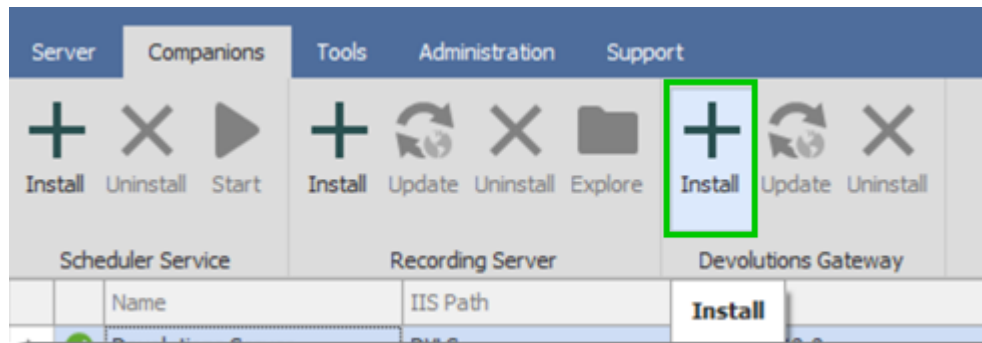 Server Companions Tools Administration Support
Install Uninstall Start Install Update Uninstall Explore Install Update Uninstall
Scheduler Service Recording Server Devolutions Gateway
Name IIS Path Install